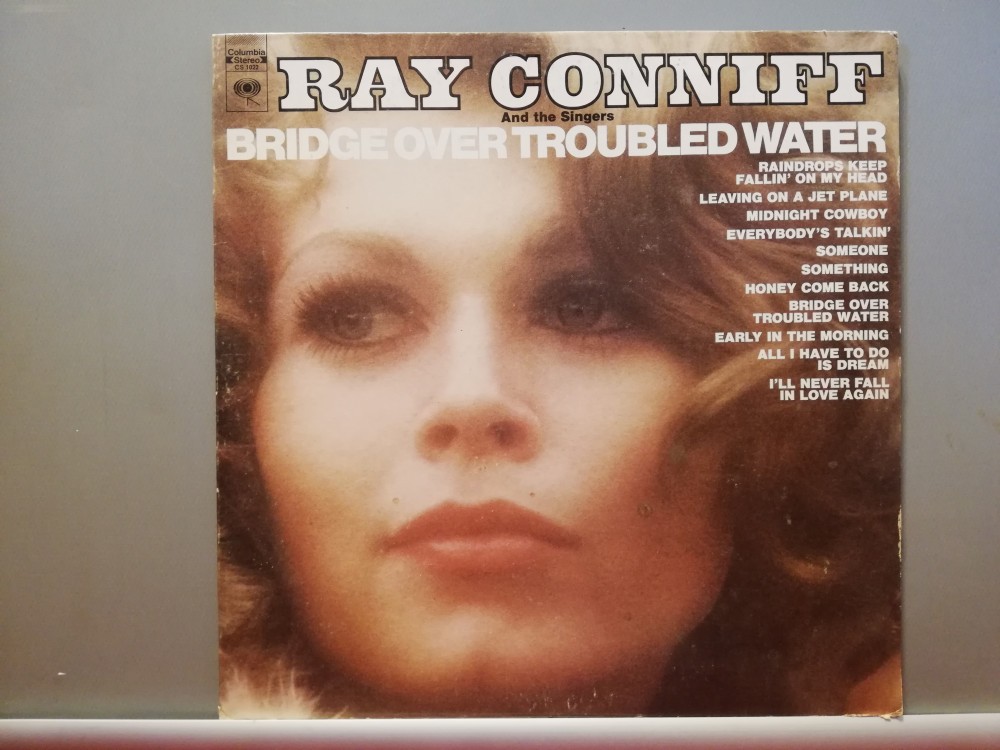 Columbia
Stereo
CS 1022
RAY CONNIFF
And the Singers
BRIDGE OVER TROUBLED WATER
RAINDROPS KEEP
FALLIN' ON MY HEAD
LEAVING ON A JET PLANE
MIDNIGHT COWBOY
EVERYBODY'S TALKIN'
SOMEONE
SOMETHING
HONEY COME BACK
BRIDGE OVER
TROUBLED WATER
EARLY IN THE MORNING
ALL I HAVE TO DO
IS DREAM
I'LL NEVER FALL
IN LOVE AGAIN